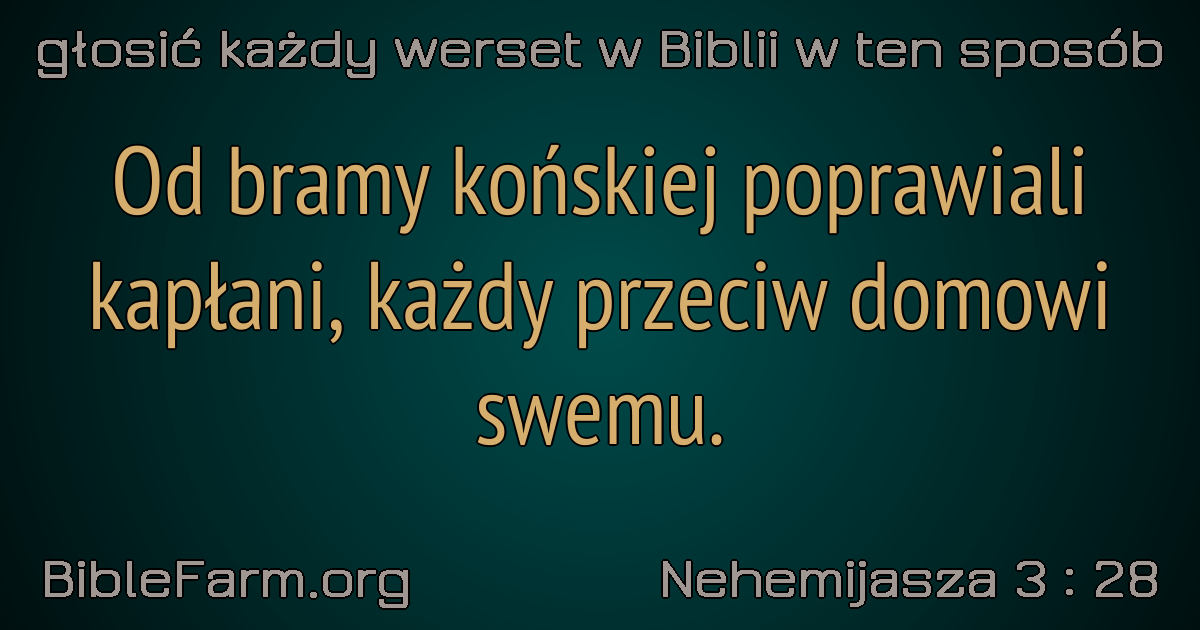 głosić każdy werset w Biblii w ten sposób
Od bramy końskiej poprawiali
kapłani, każdy przeciw domowi
swemu.
BibleFarm.org
Nehemijasza 3 : 28